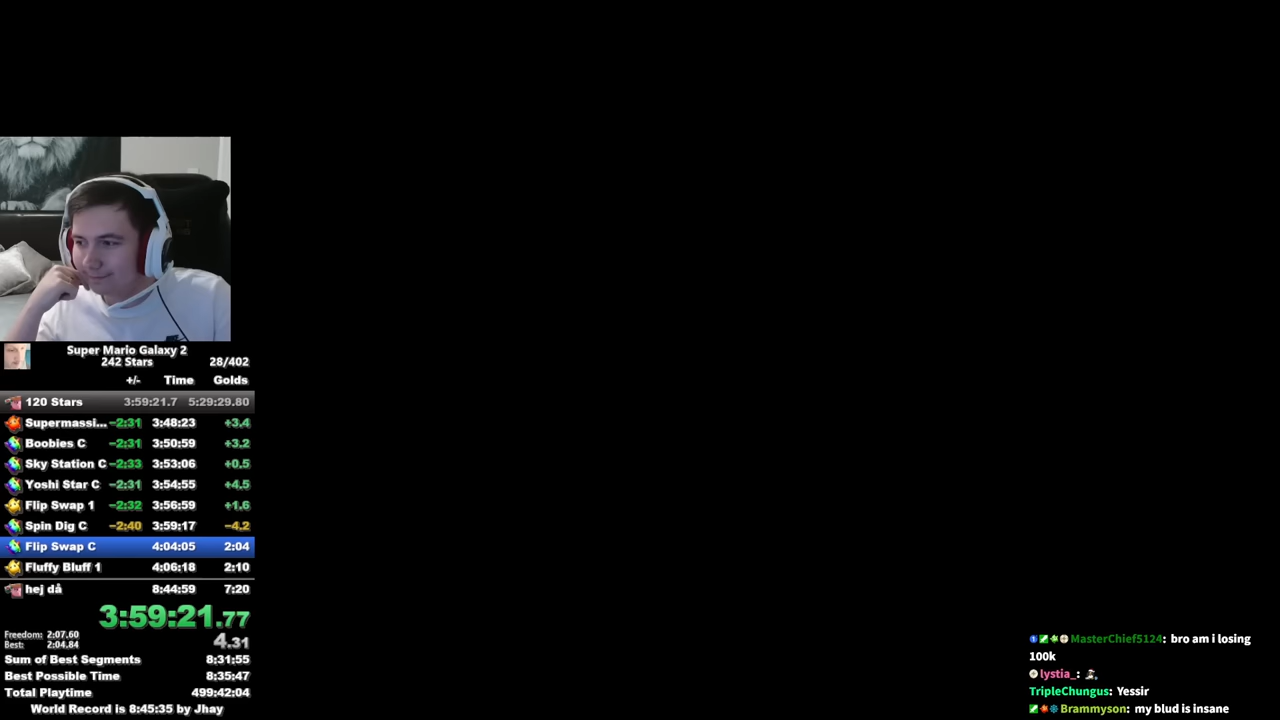 Super Mario Galaxy 2
242 Stars 28/402
+/- Time Golds
120 Stars 3:59:21.7 5:29:29.80
Supermassi... −2:31 3:48:23 +3.4
Boobies C −2:31 3:50:59 +3.2
Sky Station C −2:33 3:53:06 +0.5
Yoshi Star C −2:31 3:54:55 +4.5
Flip Swap 1 −2:32 3:56:59 +1.6
Spin Dig C −2:40 3:59:17 −4.2
Flip Swap C 4:04:05 2:04
Fluffy Bluff 1 4:06:18 2:10
hej då 8:44:59 7:20
3:59:21.77
Freedom: 2:07.60
Best: 2:04.84
4.31
Sum of Best Segments 8:31:55
Best Possible Time 8:35:47
Total Playtime 499:42:04
World Record is 8:45:35 by Jhay
MasterChief5124: bro am i losing
100k
lystia_:
TripleChungus: Yessir
Brammyson: my blud is insane